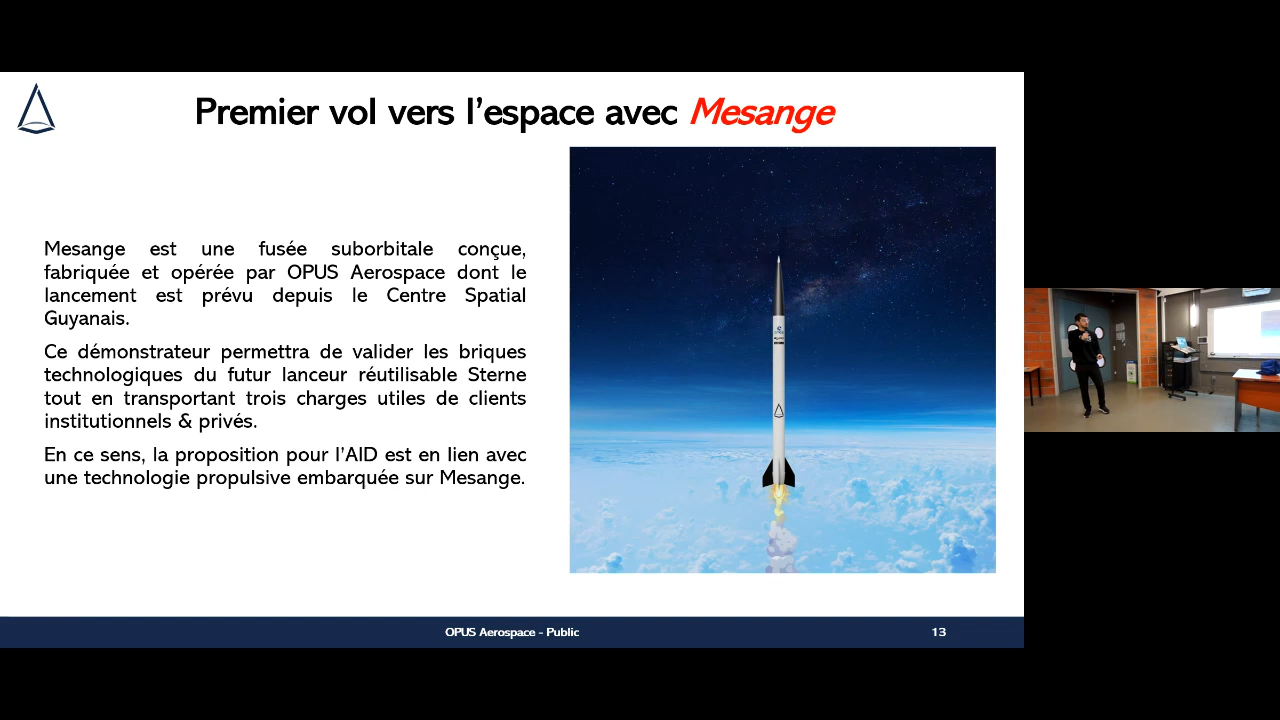 Premier vol vers l'espace avec Mesange
Mesange est une fusée suborbitale conçue,
fabriquée et opérée par OPUS Aerospace dont le
lancement est prévu depuis le Centre Spatial
Guyanais.
Ce démonstrateur permettra de valider les briques
technologiques du futur lanceur réutilisable Sterne
tout en transportant trois charges utiles de clients
institutionnels & privés.
En ce sens, la proposition pour l'AID est en lien avec
une technologie propulsive embarquée sur Mesange.
OPUS Aerospace - Public
13